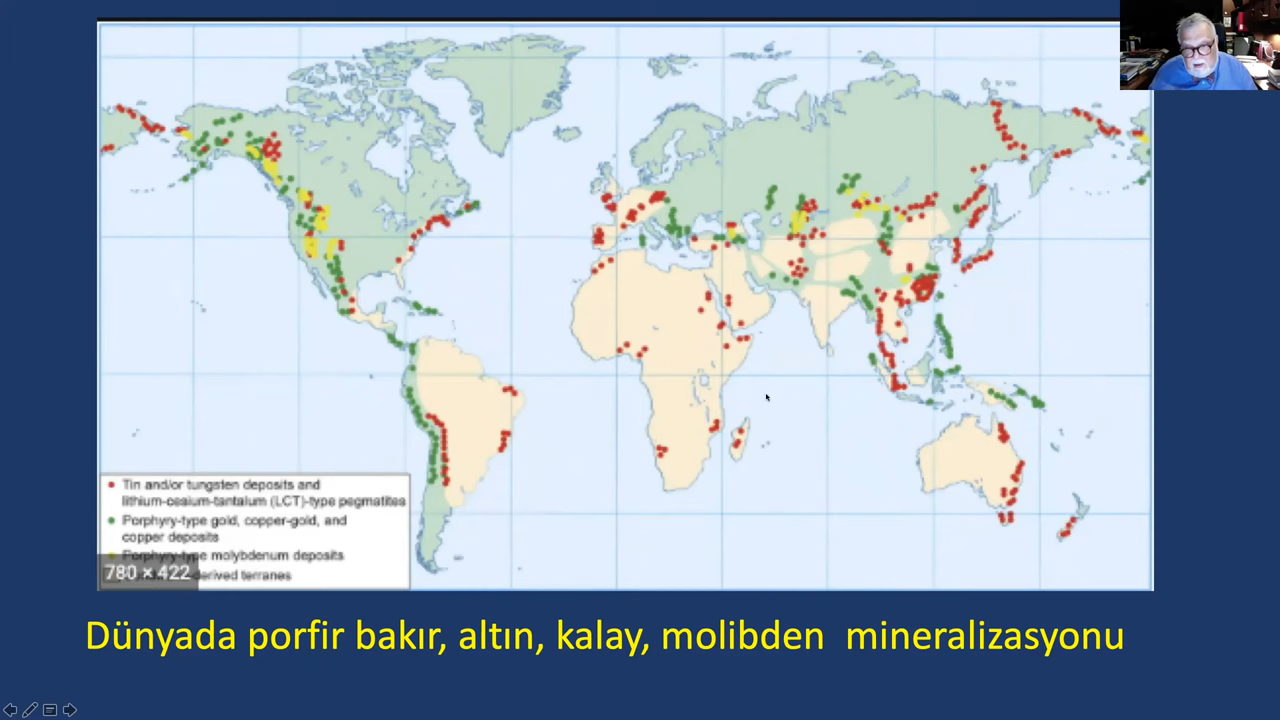 Tin and/or tungsten deposits and
lithium-cesium-tantalum (LCT)-type pegmatites
Porphyry-type gold, copper-gold, and
copper deposits
Porphyry-type molybdenum deposits
780 × 422
-derived terranes
Dünyada porfir bakır, altın, kalay, molibden mineralizasyonu